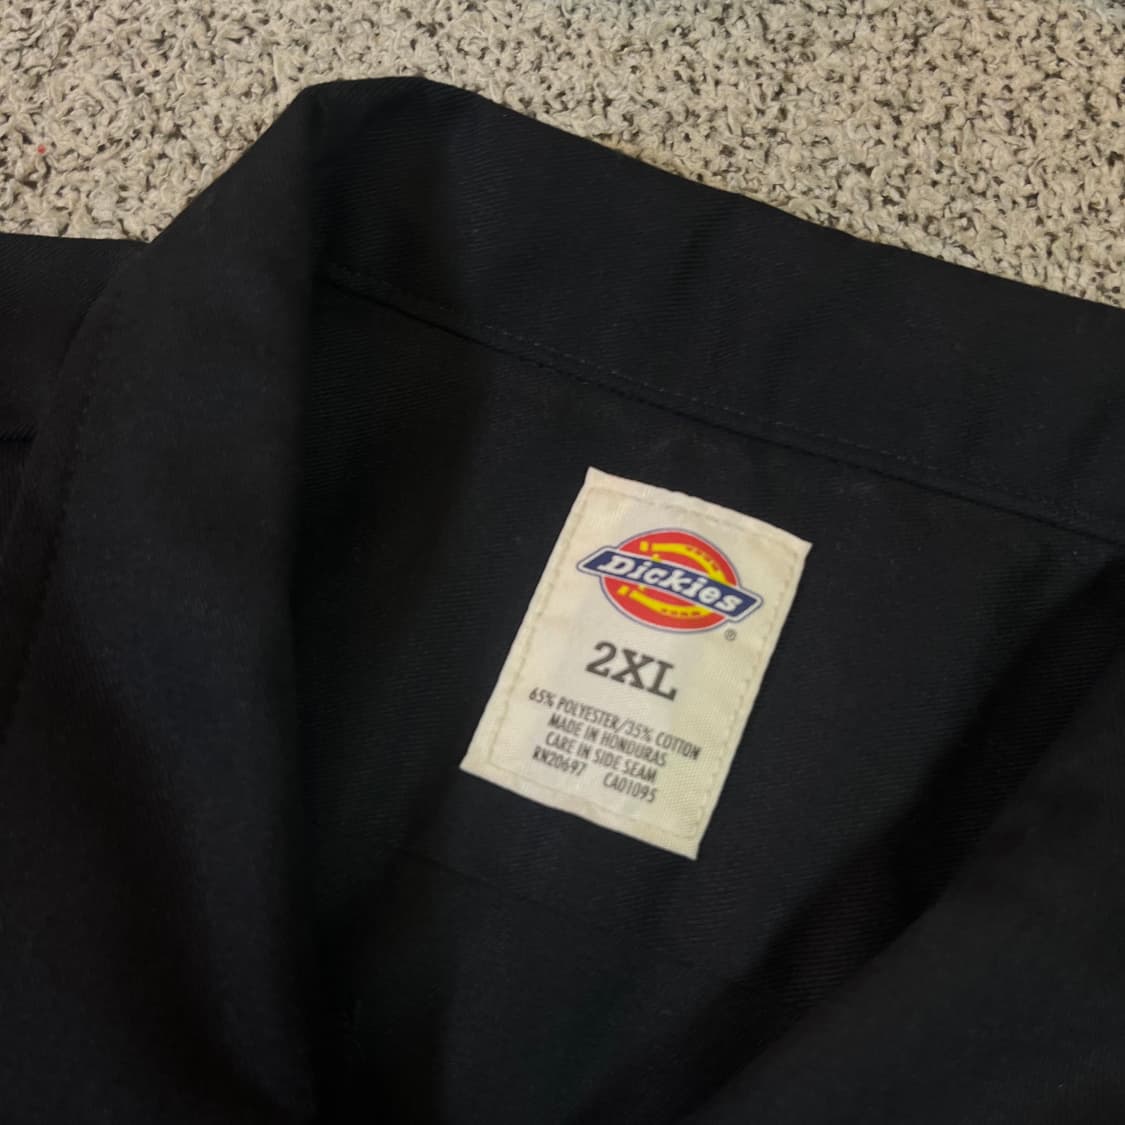 Dickies
®
2XL
65% POLYESTER/35% COTTON
MADE IN HONDURAS
CARE IN SIDE SEAM
RN20697 CA01095